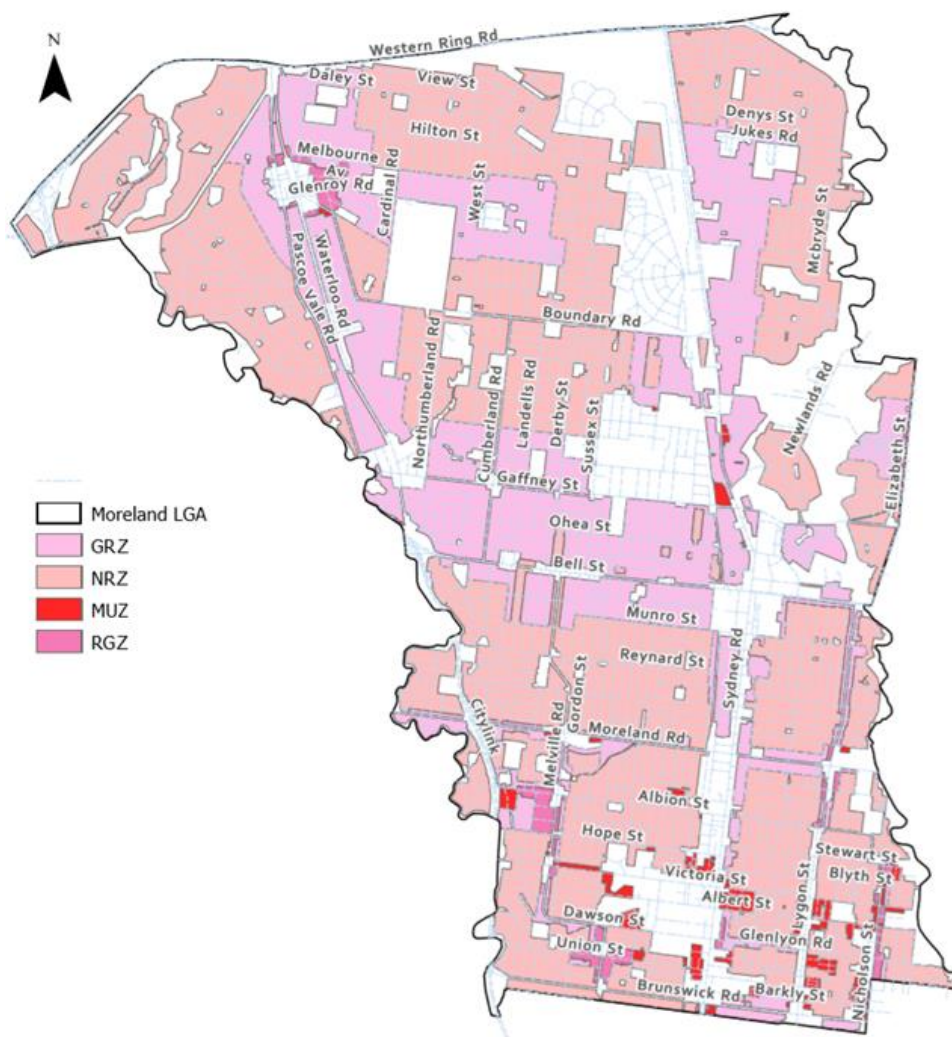 N
Western Ring Rd
Daley St
View St
Denys St
Jukes Rd
Hilton St
Melbourne
Av
Glenroy Rd
Cardinal Rd
West St
Mcbryde St
Pascoe Vale Rd
Waterloo Rd
Boundary Rd
Northumberland Rd
Cumberland Rd
Landells Rd
Derby St
Sussex St
Newlands Rd
Elizabeth St
Gaffney St
Ohea St
Bell St
Munro St
Reynard St
Sydney Rd
Gordon St
Citylink
Melville Rd
Moreland Rd
Albion St
Hope St
Stewart St
Victoria St
Blyth St
Albert St
Lygon St
Dawson St
Glenlyon Rd
Union St
Nicholson St
Brunswick Rd
Barkly St
Moreland LGA
GRZ
NRZ
MUZ
RGZ